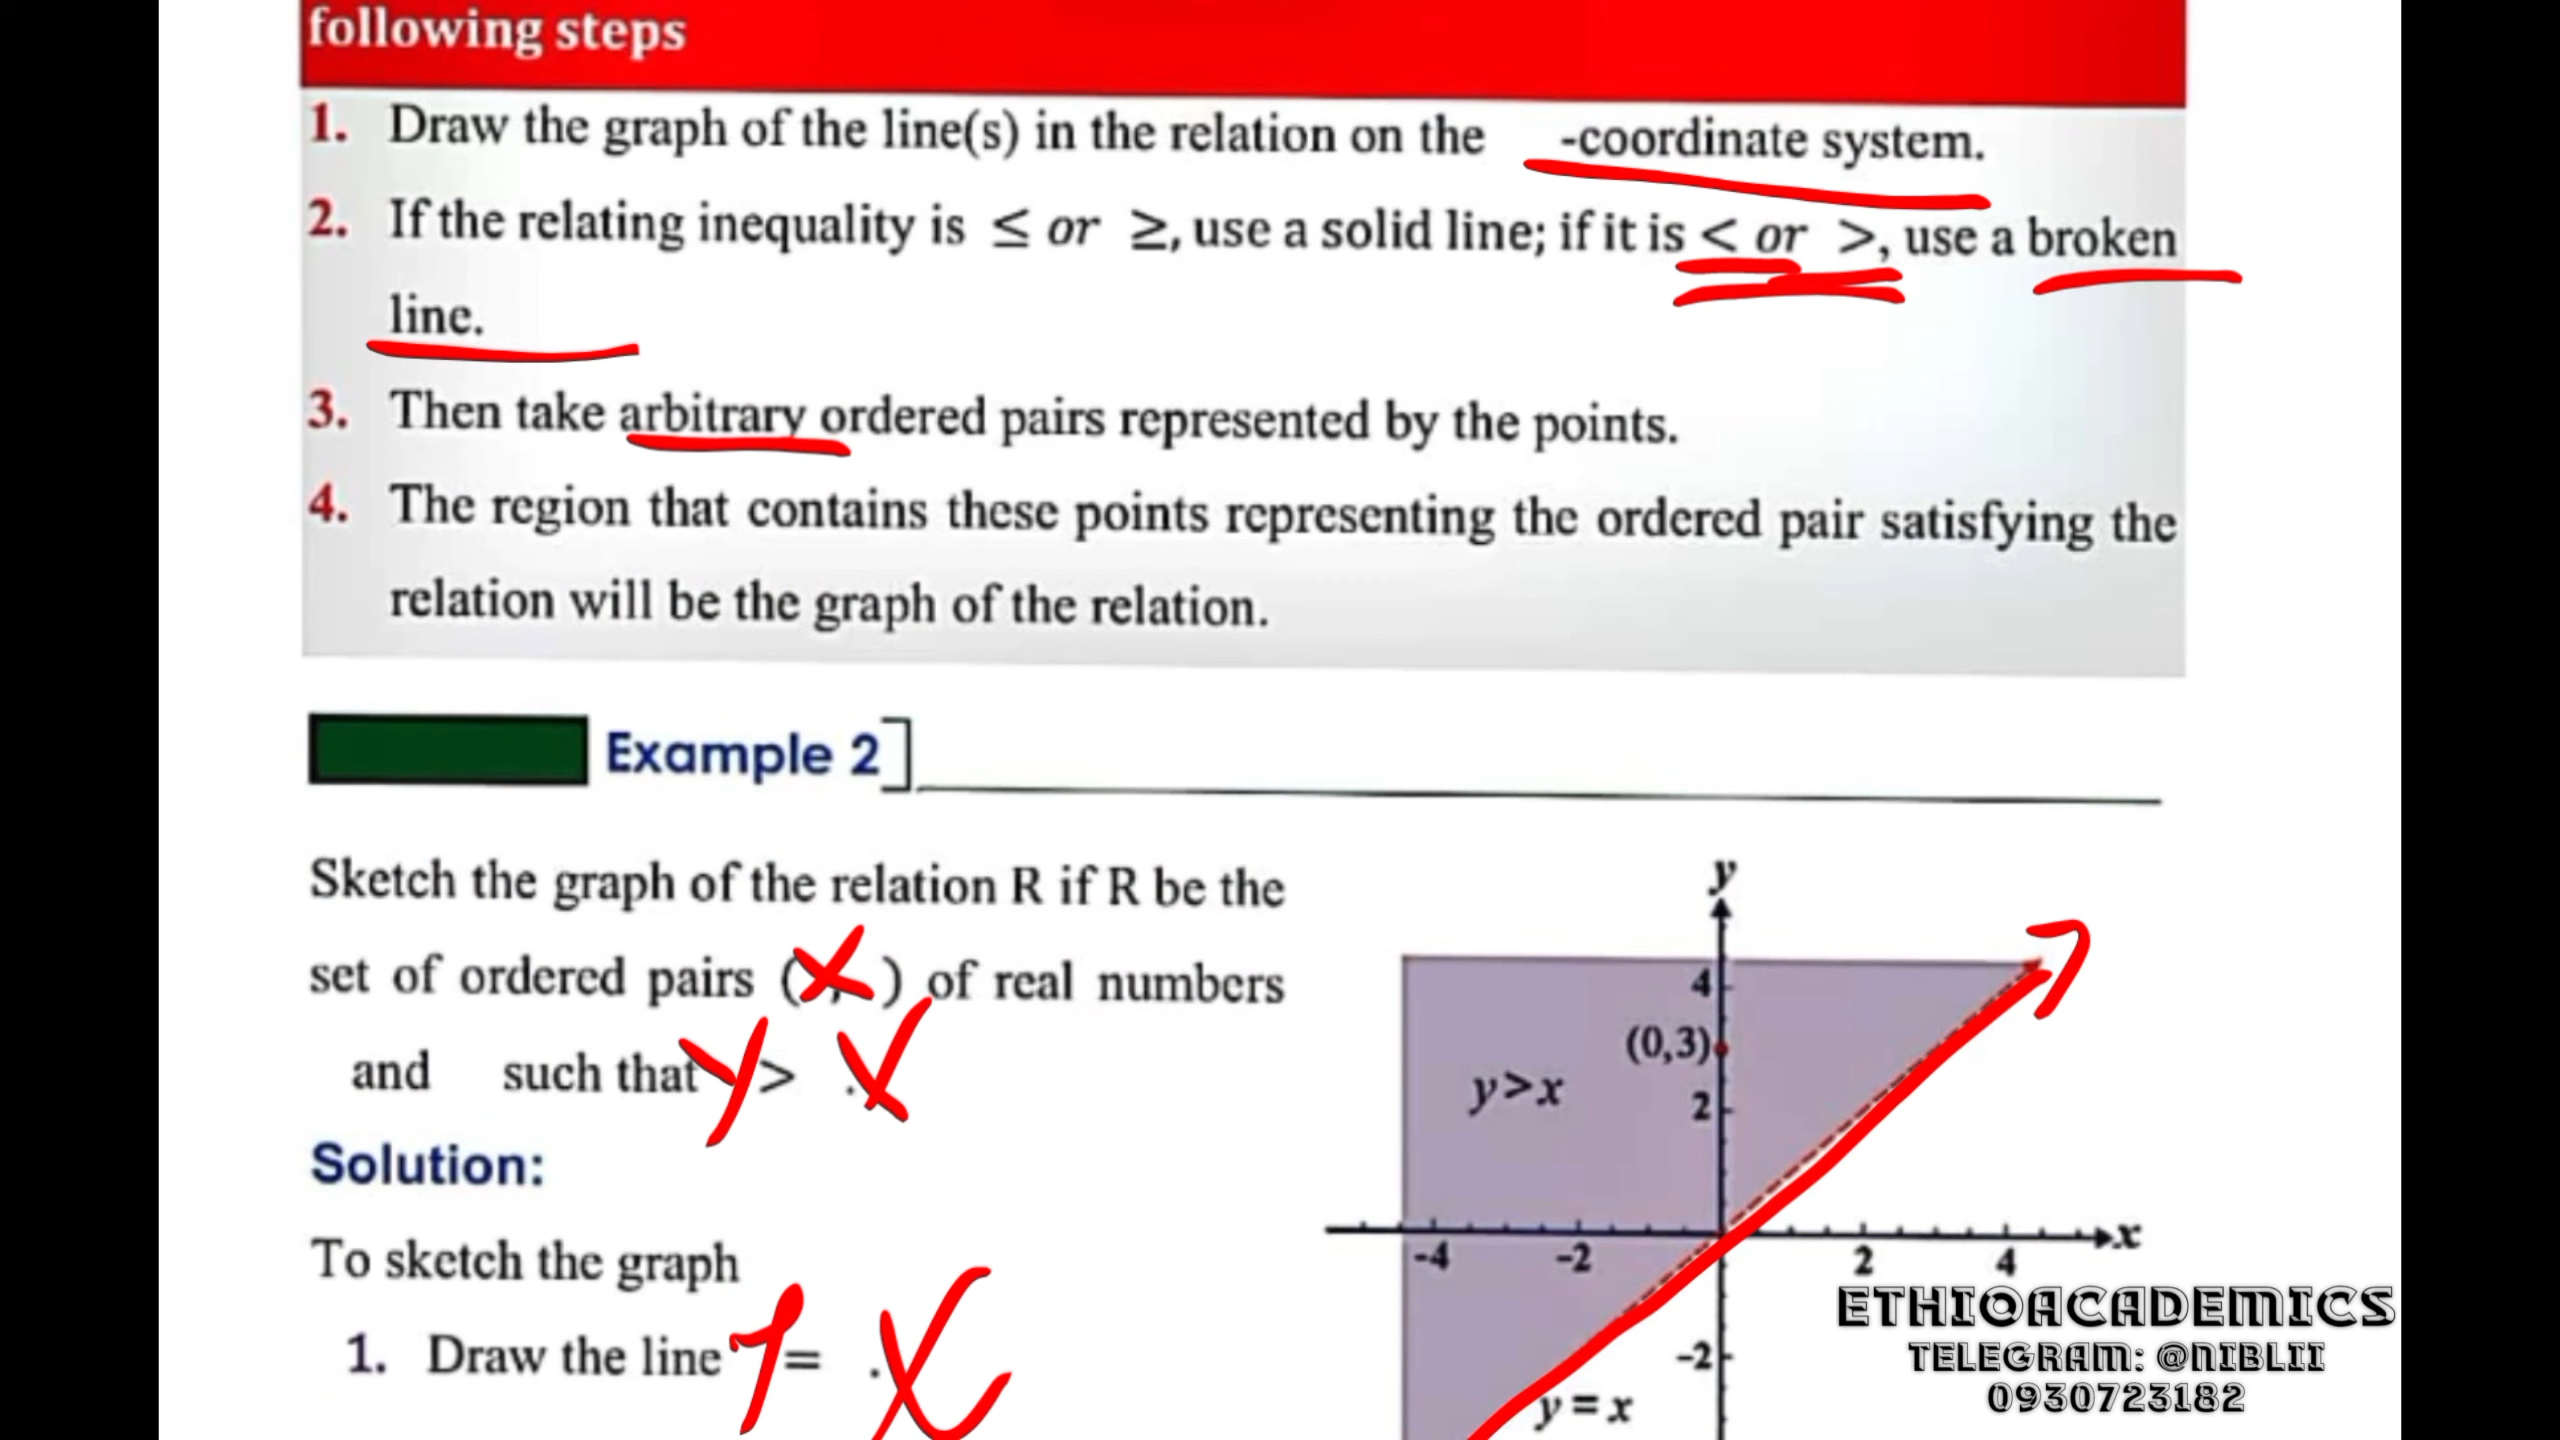 following steps
1. Draw the graph of the line(s) in the relation on the -coordinate system.
2. If the relating inequality is ≤ or ≥, use a solid line; if it is < or >, use a broken
line.
3. Then take arbitrary ordered pairs represented by the points.
4. The region that contains these points representing the ordered pair satisfying the
relation will be the graph of the relation.
Example 2
Sketch the graph of the relation R if R be the
set of ordered pairs (x, ) of real numbers
and such that y > x
Solution:
To sketch the graph
1. Draw the line y = x
y
4
(0,3)
y>x
2
-4 -2 2 4 x
-2
y = x
ETHIOACADEMICS
TELEGRAM: @NIBLII
0930723182